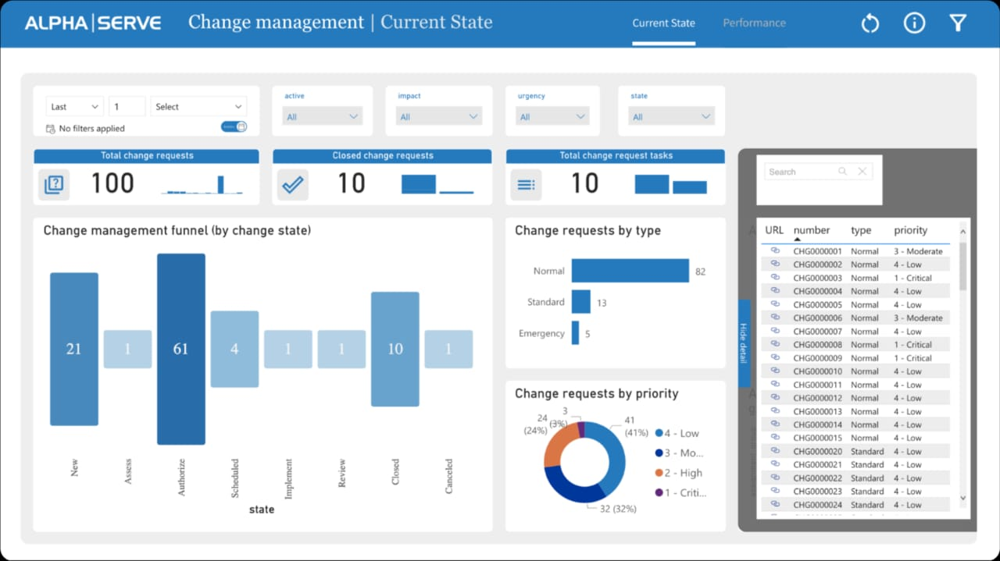 ALPHA|SERVE
Change management | Current State
Current State
Performance
Last
1
Select
No filters applied
active
All
impact
All
urgency
All
state
All
Total change requests
100
Closed change requests
10
Total change request tasks
10
Change management funnel (by change state)
21
1
61
4
1
1
10
1
New
Assess
Authorize
Scheduled
Implement
Review
Closed
Canceled
state
Change requests by type
Normal
82
Standard
13
Emergency
5
Change requests by priority
3
(3%)
24
(24%)
41
(41%)
32 (32%)
4 - Low
3 - Mo...
2 - High
1 - Criti...
Hide detail
Search
URL number type priority
CHG0000001 Normal 3 - Moderate
CHG0000002 Normal 4 - Low
CHG0000003 Normal 1 - Critical
CHG0000004 Normal 4 - Low
CHG0000005 Normal 4 - Low
CHG0000006 Normal 3 - Moderate
CHG0000007 Normal 4 - Low
CHG0000008 Normal 1 - Critical
CHG0000009 Normal 1 - Critical
CHG0000010 Normal 4 - Low
CHG0000011 Normal 4 - Low
CHG0000012 Normal 4 - Low
CHG0000013 Normal 4 - Low
CHG0000014 Normal 4 - Low
CHG0000015 Normal 4 - Low
CHG0000020 Standard 4 - Low
CHG0000021 Standard 4 - Low
CHG0000022 Standard 4 - Low
CHG0000023 Standard 4 - Low
CHG0000024 Standard 4 - Low